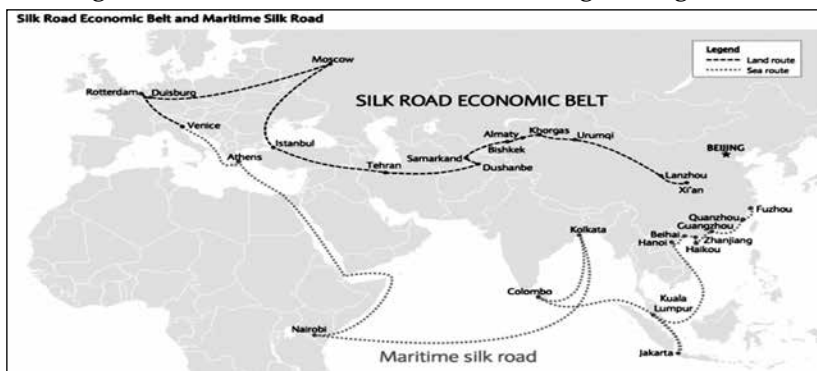 Silk Road Economic Belt and Maritime Silk Road
Legend
Land route
Sea route
Moscow
Rotterdam
Duisburg
SILK ROAD ECONOMIC BELT
Venice
Almaty
Khorgas
Urumqi
Istanbul
Bishkek
BEIJING
Athens
Samarkand
Tehran
Dushanbe
Lanzhou
Xi'an
Fuzhou
Quanzhou
Guangzhou
Kolkata
Beihai
Hanoi
Zhanjiang
Haikou
Colombo
Kuala
Lumpur
Nairobi
Maritime silk road
Jakarta